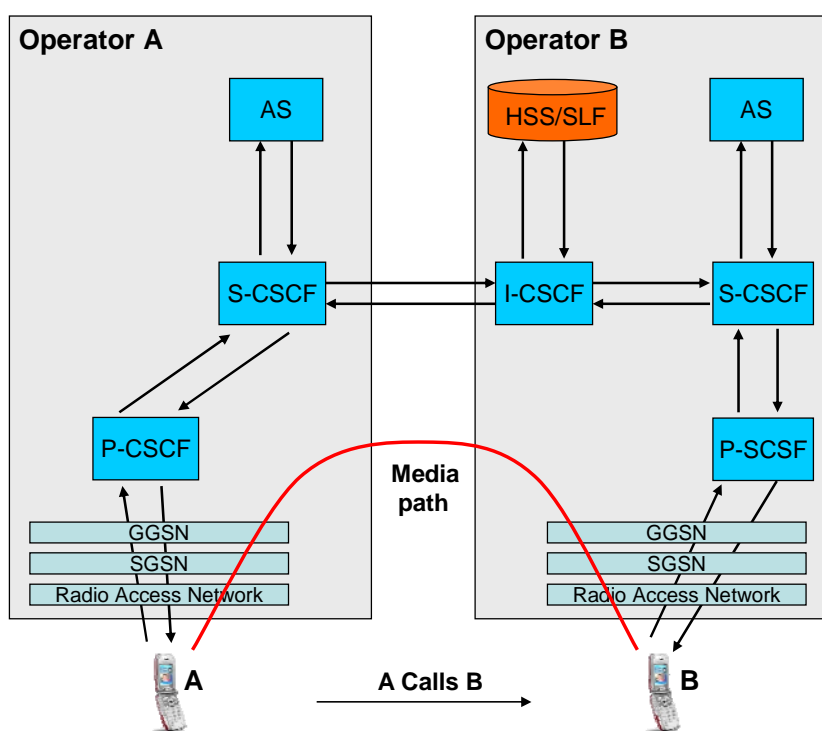 Operator A
Operator B
AS
HSS/SLF
AS
S-CSCF
I-CSCF
S-CSCF
P-CSCF
P-SCSF
Media
path
GGSN
GGSN
SGSN
SGSN
Radio Access Network
Radio Access Network
A
A Calls B
B